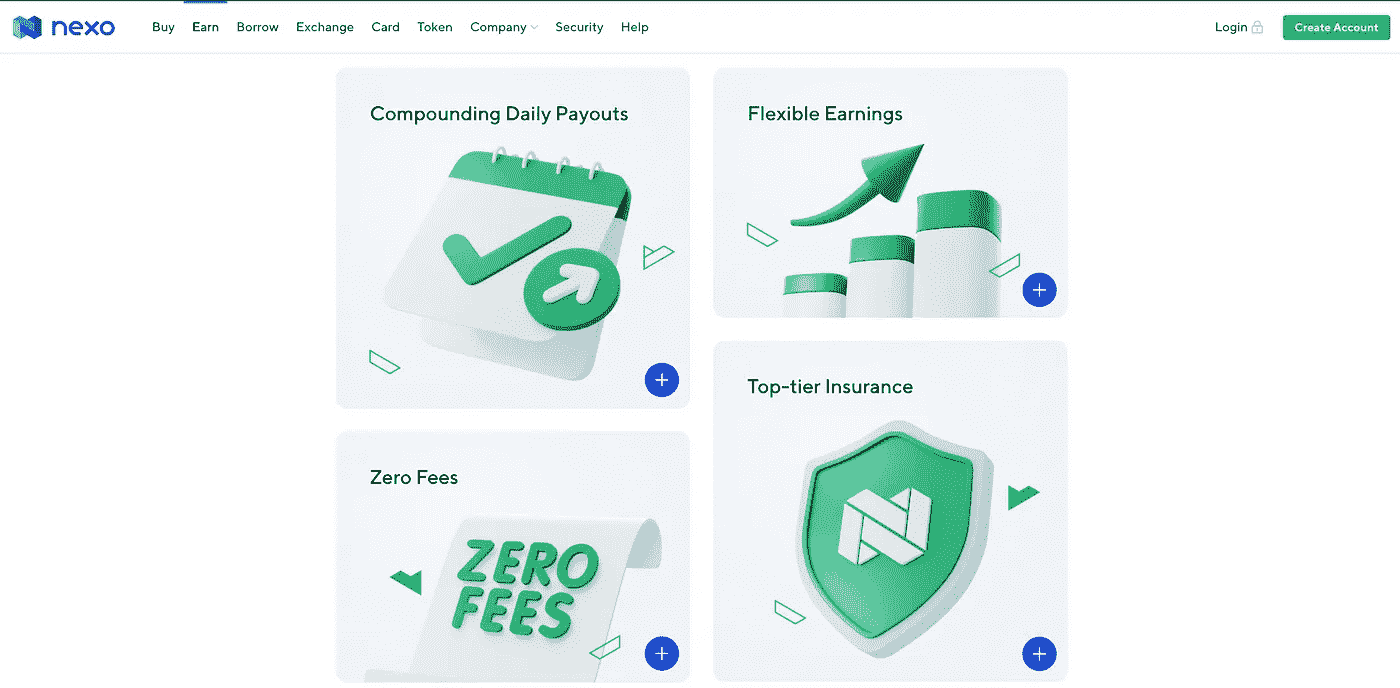 nexo
Buy Earn Borrow Exchange Card Token Company Security Help
Login
Create Account
Compounding Daily Payouts
Flexible Earnings
Zero Fees
ZERO
FEES
Top-tier Insurance